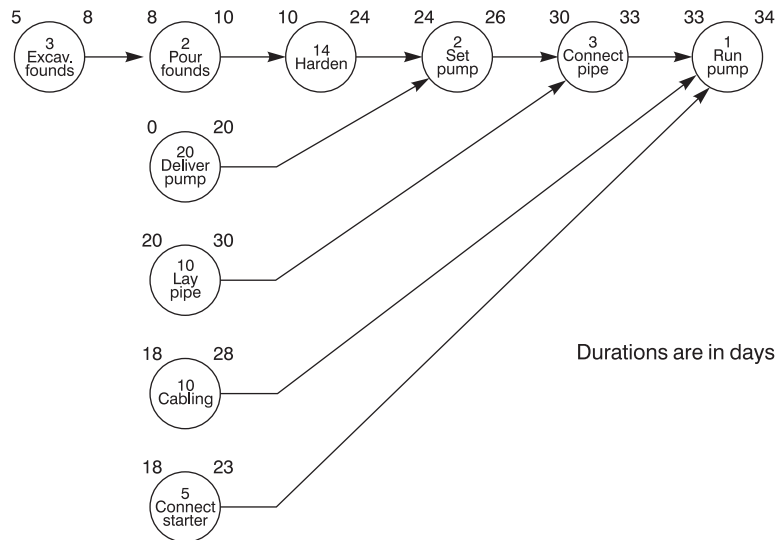 5 8 8 10 10 24 24 26 30 33 33 34
3
Excav.
founds
2
Pour
founds
14
Harden
2
Set
pump
3
Connect
pipe
1
Run
pump
0 20
20
Deliver
pump
20 30
10
Lay
pipe
18 28
10
Cabling
Durations are in days
18 23
5
Connect
starter